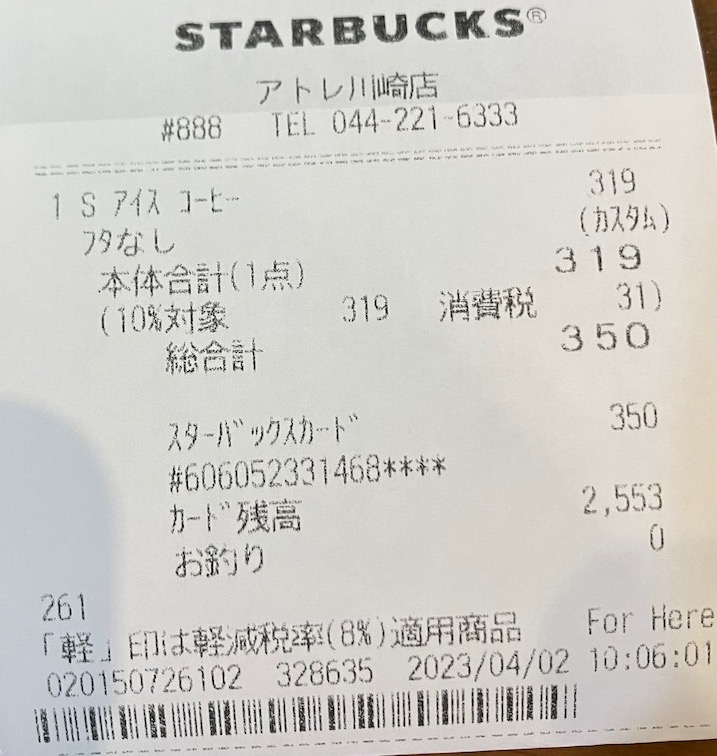 STARBUCKS®
アトレ川崎店
#888 TEL 044-221-6333
1 S アイス コーヒー 319
フタなし (カスタム)
本体合計(1点) 319
(10%対象 319 消費税 31)
総合計 350
スターバックスカード 350
#606052331468****
カード残高 2,553
お釣り 0
261
「軽」印は軽減税率(8%)適用商品 For Here
020150726102 328635 2023/04/02 10:06:01